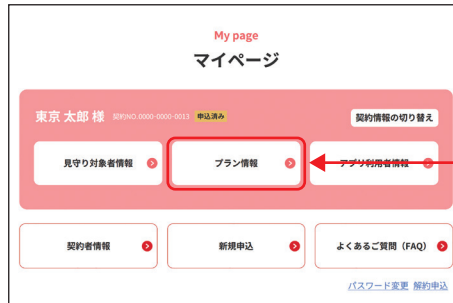 My page
マイページ
東京 太郎 様 契約NO.0000-0000-0013 申込済み 契約情報の切り替え
見守り対象者情報 プラン情報 アプリ利用者情報
契約者情報 新規申込 よくあるご質問（FAQ）
パスワード変更 解約申込